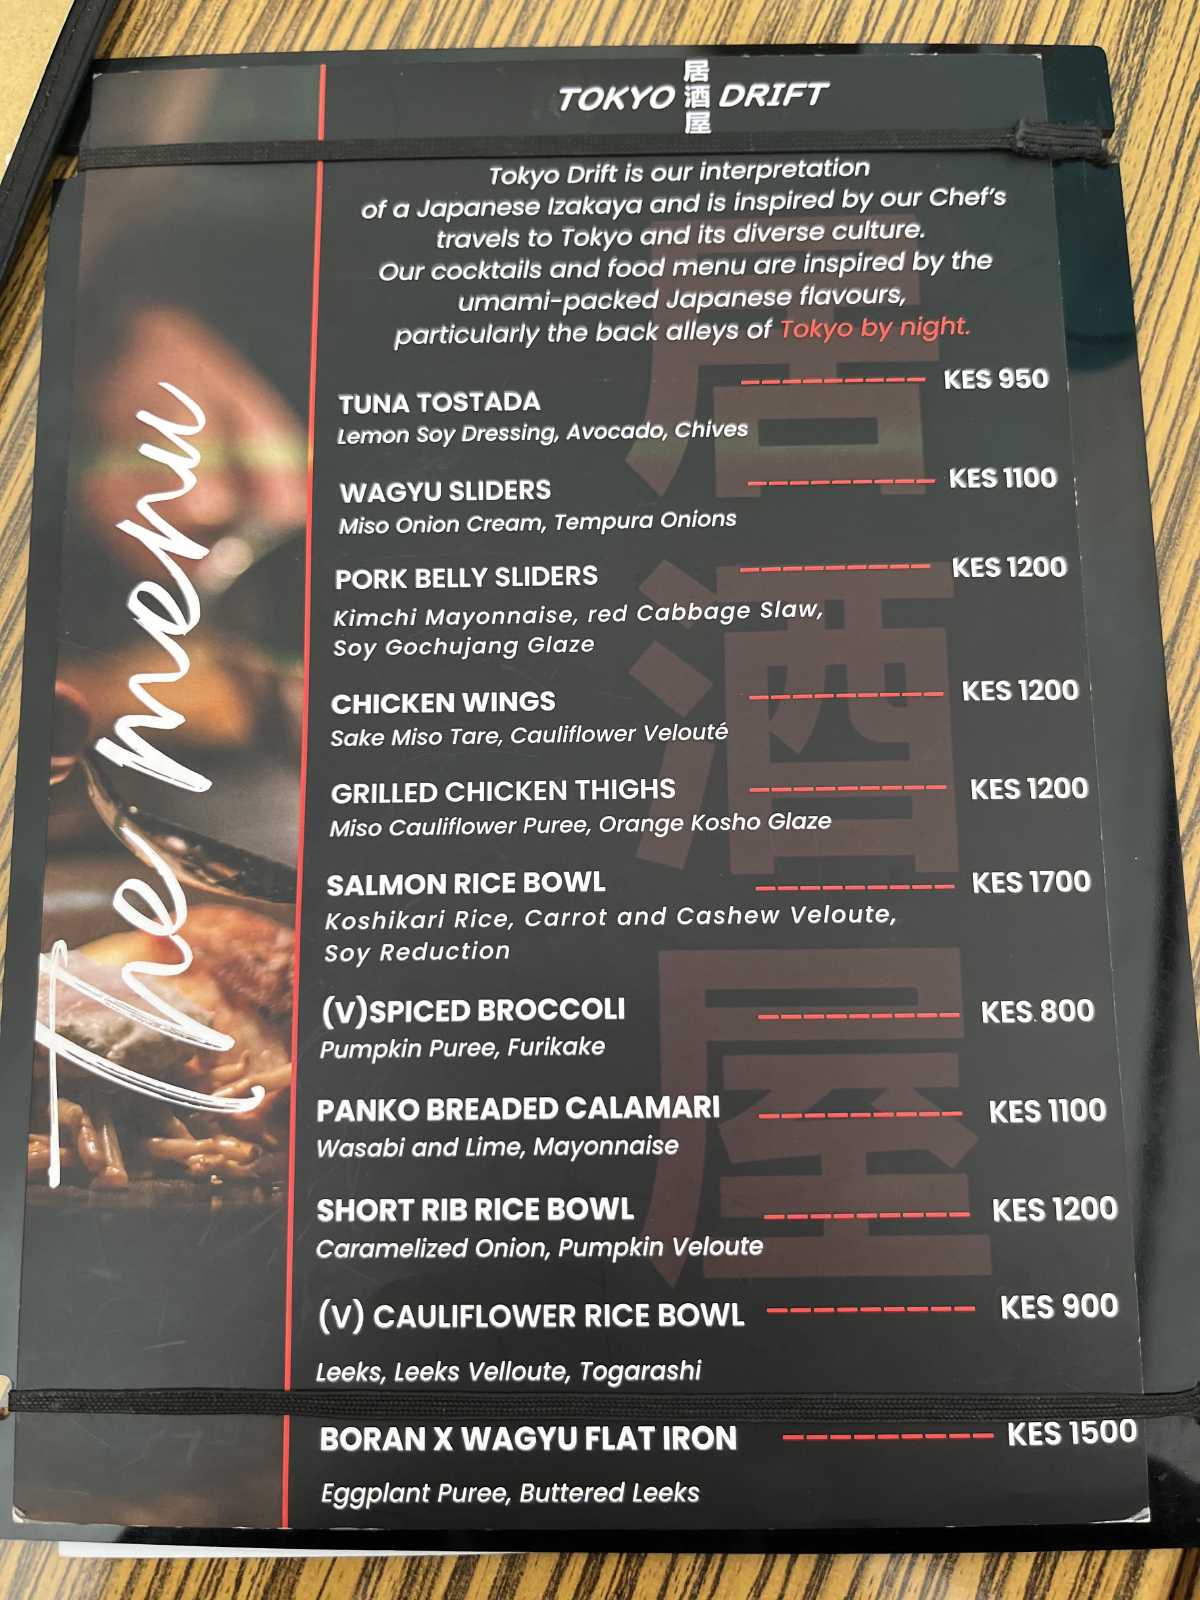 TOKYO 居酒屋 DRIFT
Tokyo Drift is our interpretation
of a Japanese Izakaya and is inspired by our Chef's
travels to Tokyo and its diverse culture.
Our cocktails and food menu are inspired by the
umami-packed Japanese flavours,
particularly the back alleys of Tokyo by night.
The menu
居酒屋
TUNA TOSTADA KES 950
Lemon Soy Dressing, Avocado, Chives
WAGYU SLIDERS KES 1100
Miso Onion Cream, Tempura Onions
PORK BELLY SLIDERS KES 1200
Kimchi Mayonnaise, red Cabbage Slaw,
Soy Gochujang Glaze
CHICKEN WINGS KES 1200
Sake Miso Tare, Cauliflower Velouté
GRILLED CHICKEN THIGHS KES 1200
Miso Cauliflower Puree, Orange Kosho Glaze
SALMON RICE BOWL KES 1700
Koshikari Rice, Carrot and Cashew Veloute,
Soy Reduction
(V)SPICED BROCCOLI KES. 800
Pumpkin Puree, Furikake
PANKO BREADED CALAMARI KES 1100
Wasabi and Lime, Mayonnaise
SHORT RIB RICE BOWL KES 1200
Caramelized Onion, Pumpkin Veloute
(V) CAULIFLOWER RICE BOWL KES 900
Leeks, Leeks Velloute, Togarashi
BORAN X WAGYU FLAT IRON KES 1500
Eggplant Puree, Buttered Leeks